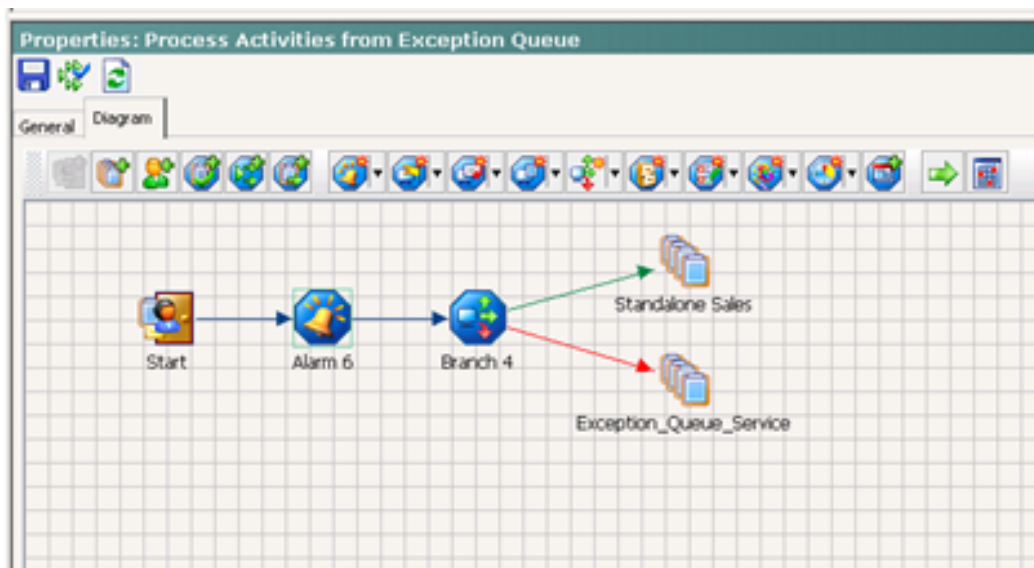 Properties: Process Activities from Exception Queue
General
Diagram
Standalone Sales
Start
Alarm 6
Branch 4
Exception_Queue_Service